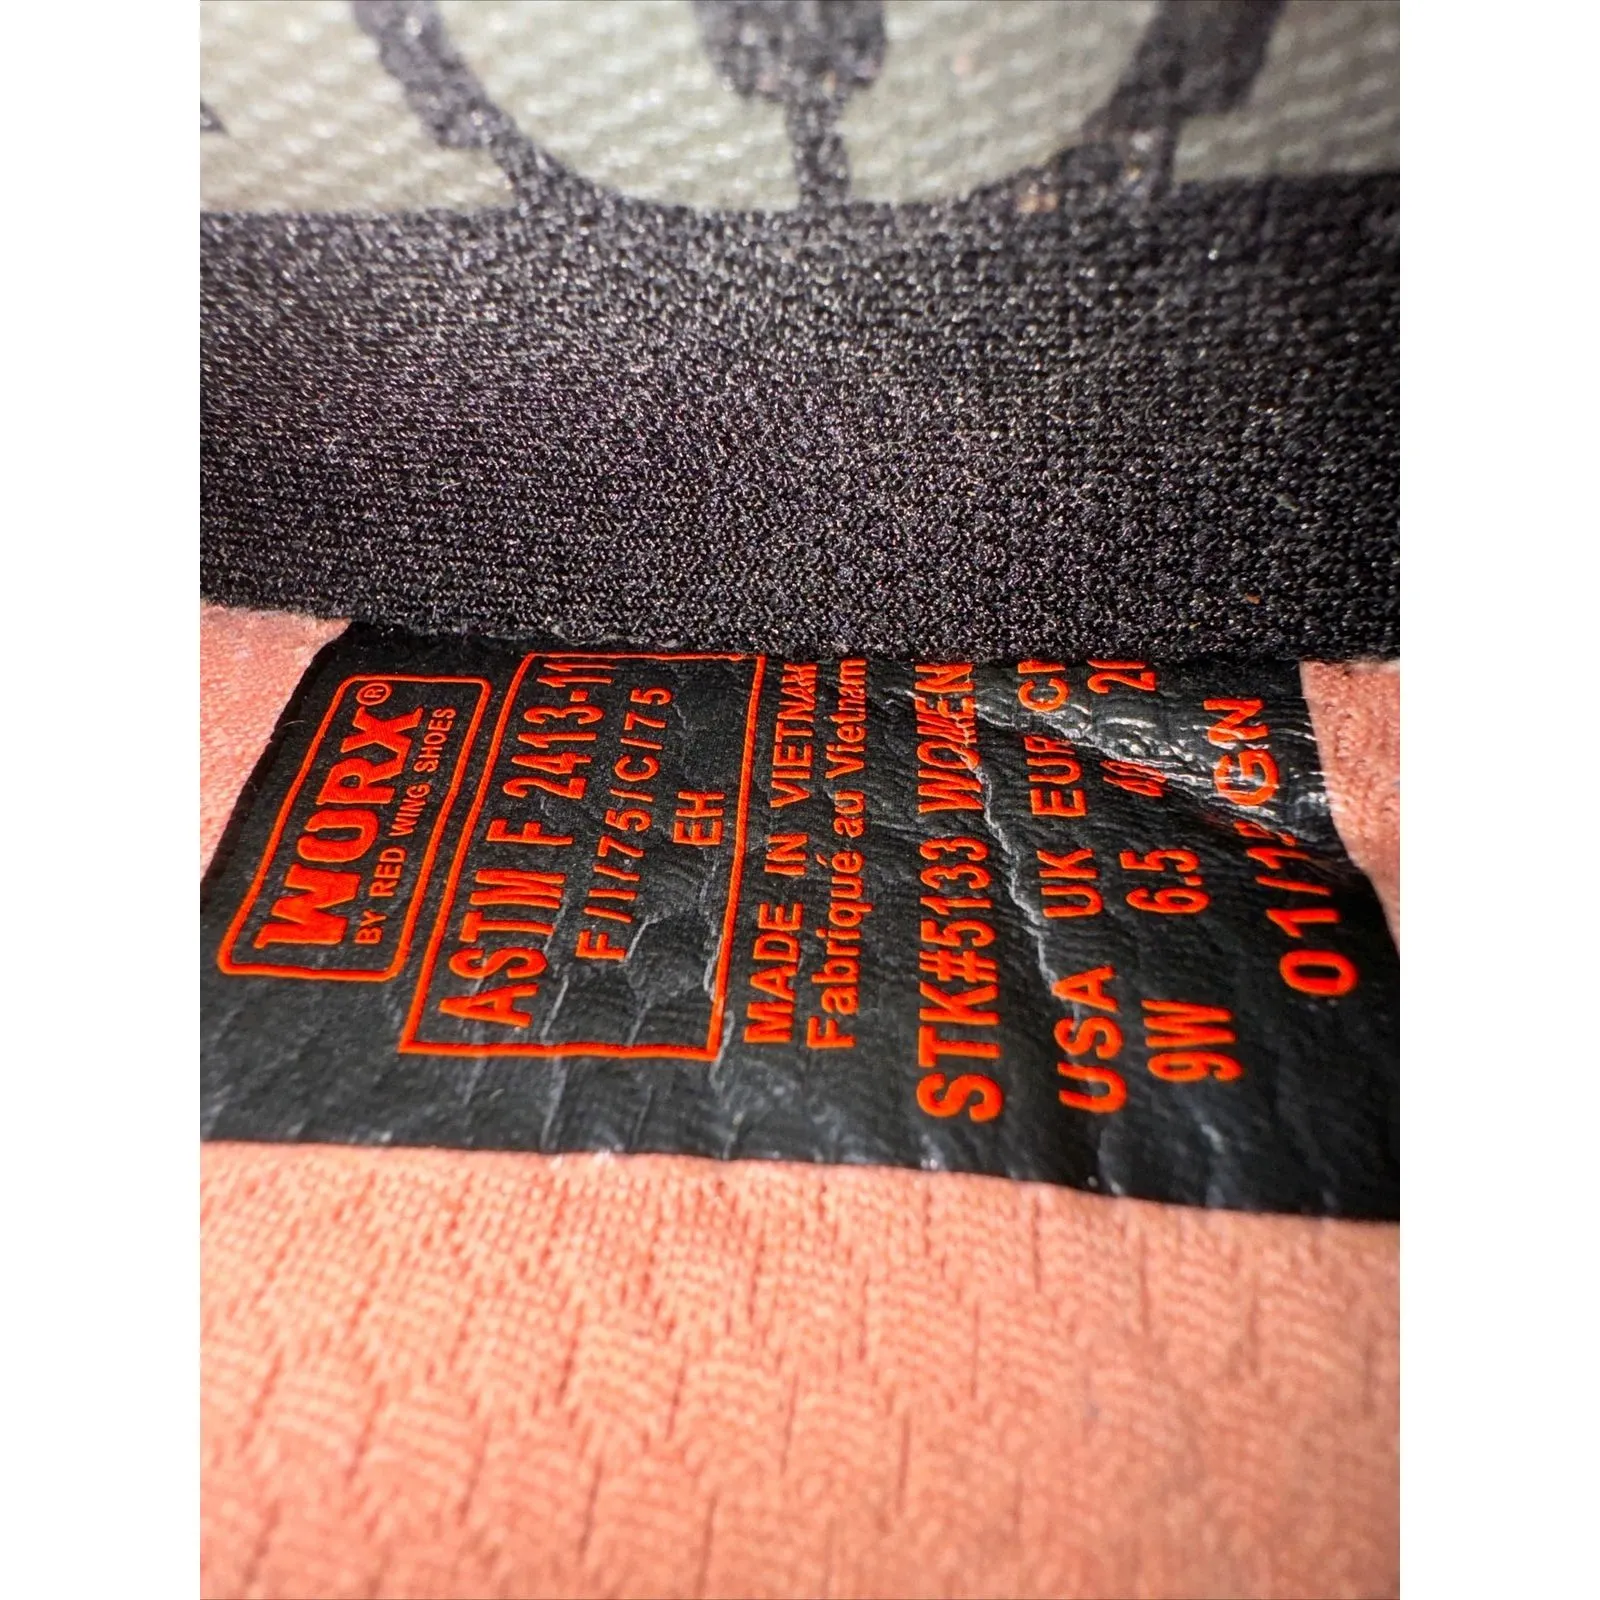 WORX®
BY RED WING SHOES
ASTM F 2413-11
F/I/75/C/75
EH
MADE IN VIETNAM
Fabriqué au Vietnam
STK#5133 WOMEN
USA UK EUR
9W 6.5
GN